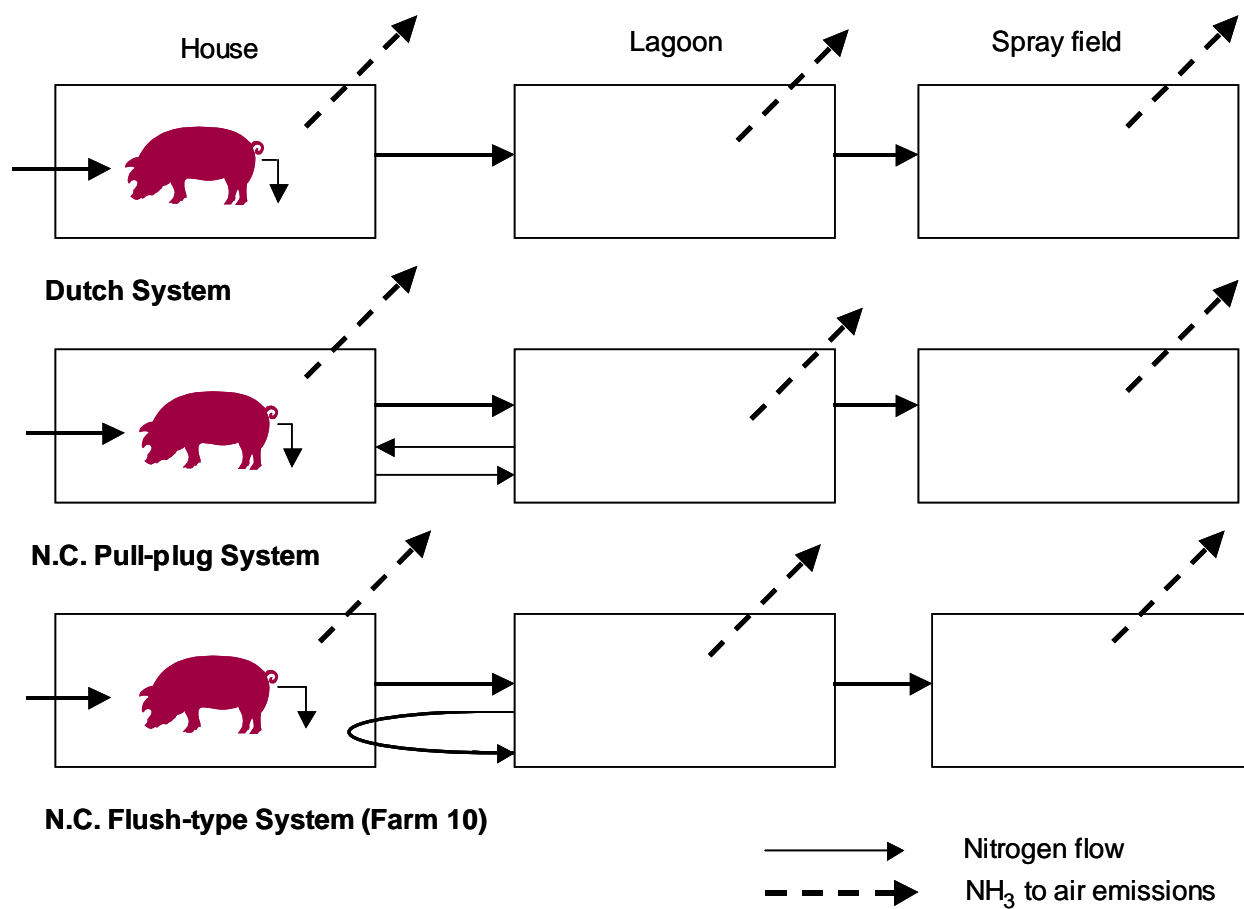 House
Lagoon
Spray field
Dutch System
N.C. Pull-plug System
N.C. Flush-type System (Farm 10)
Nitrogen flow
NH₃ to air emissions